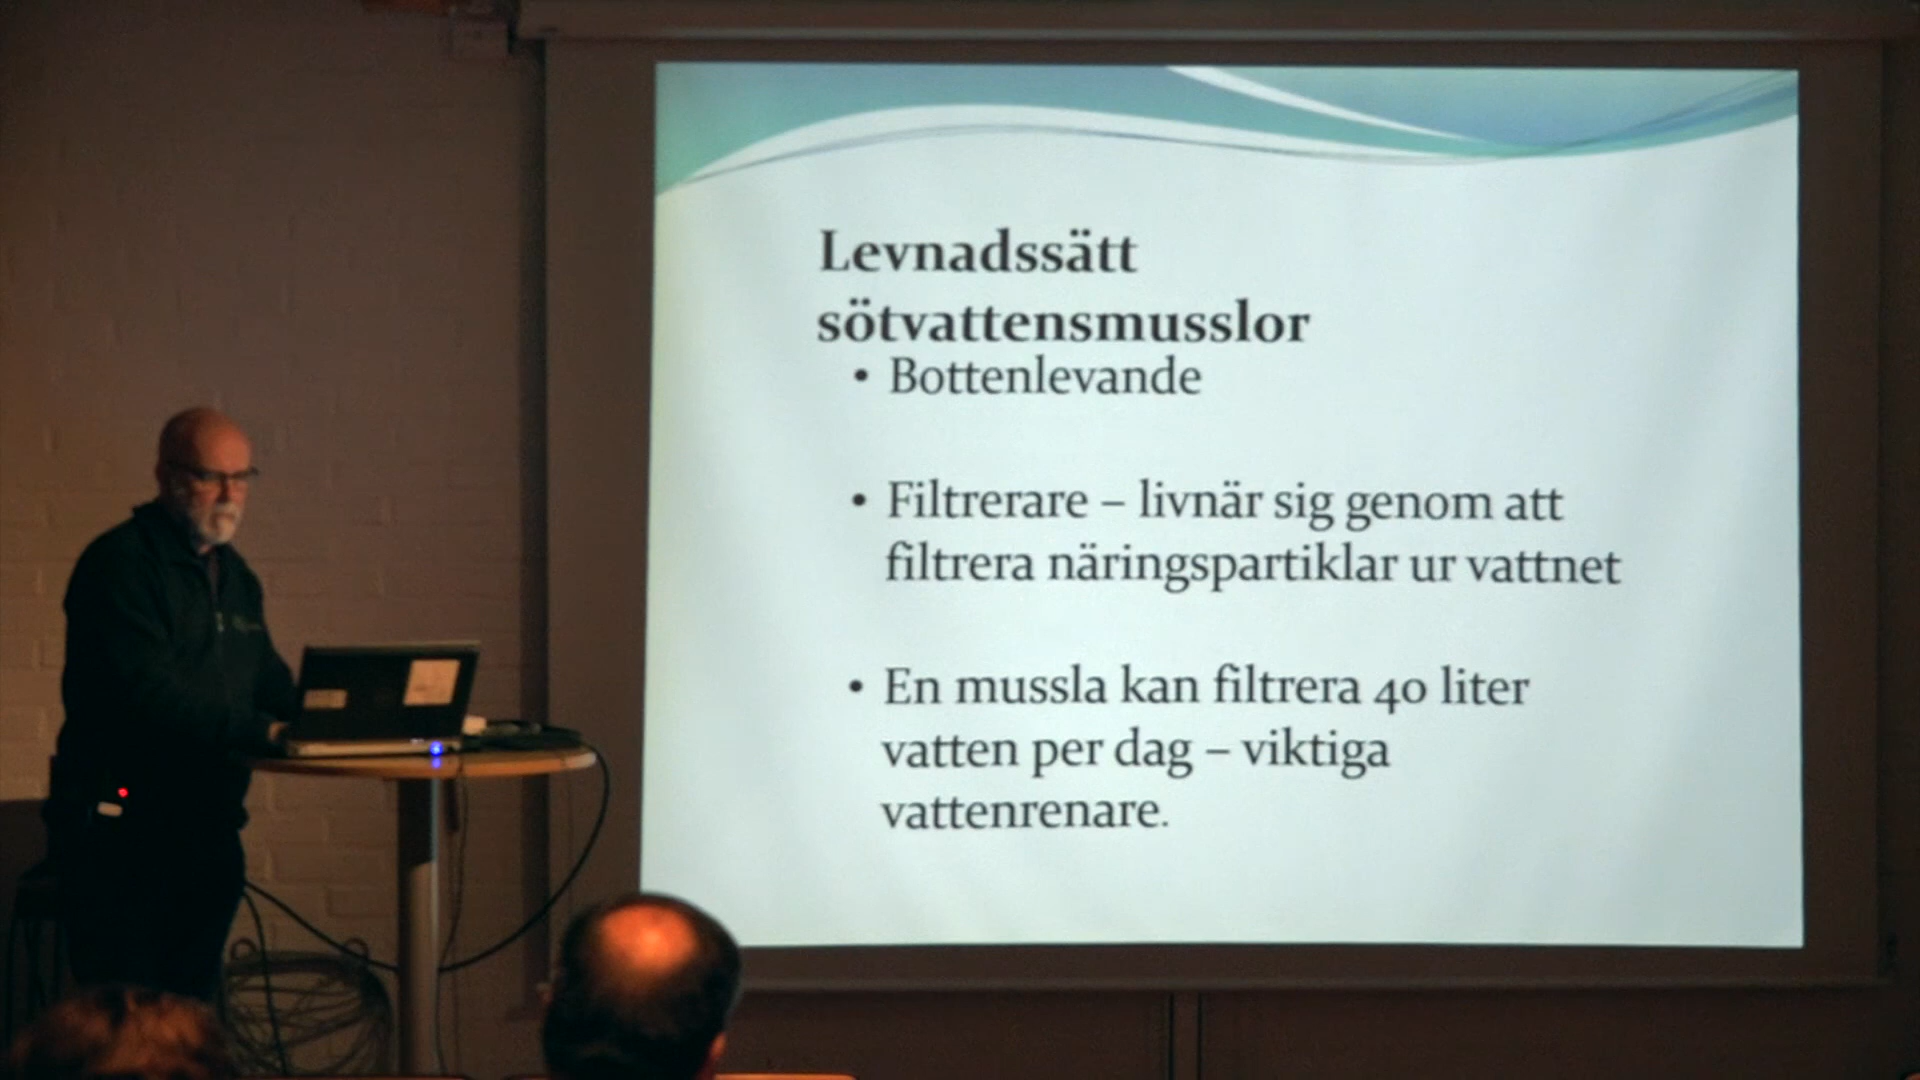 Levnadssätt
sötvattensmusslor
• Bottenlevande
• Filtrerare – livnär sig genom att
filtrera näringspartiklar ur vattnet
• En mussla kan filtrera 40 liter
vatten per dag – viktiga
vattenrenare.